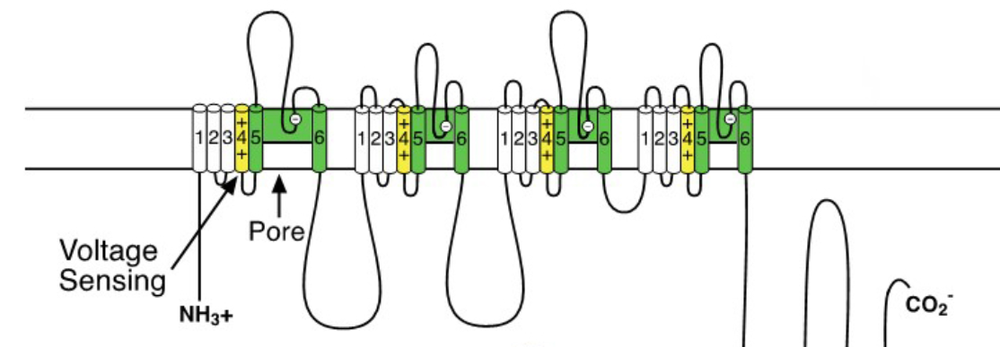 1 2 3 +4+ 5 6 1 2 3 +4+ 5 6 1 2 3 +4+ 5 6 1 2 3 +4+ 5 6
Voltage
Sensing
Pore
NH3+
CO2-